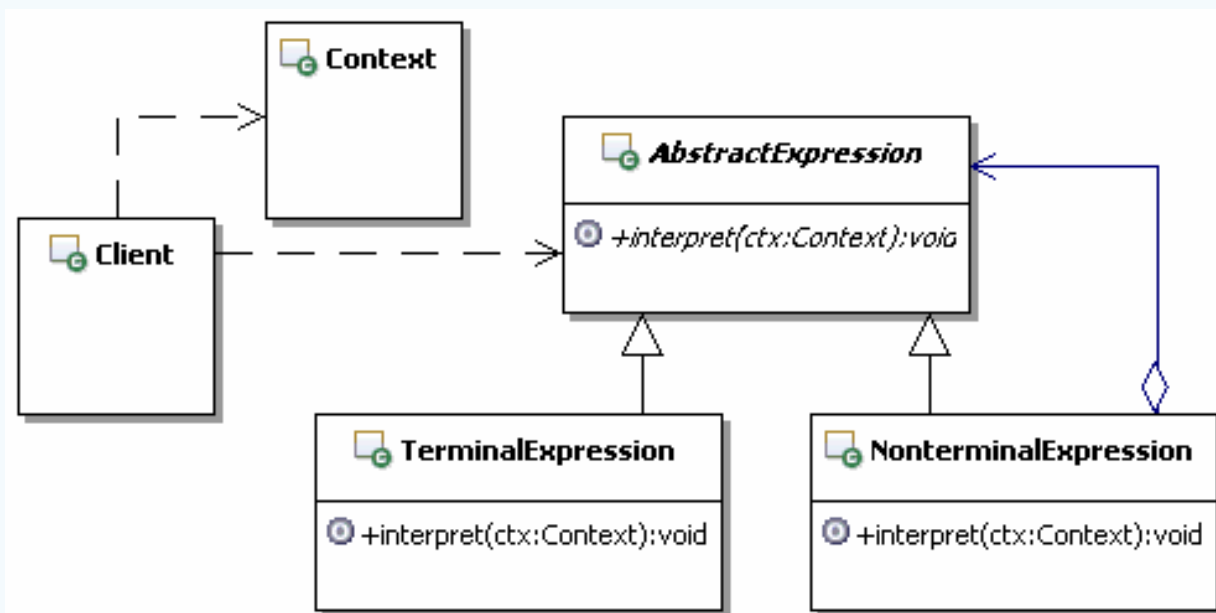 Context
AbstractExpression
+interpret(ctx:Context):void
Client
TerminalExpression
+interpret(ctx:Context):void
NonterminalExpression
+interpret(ctx:Context):void